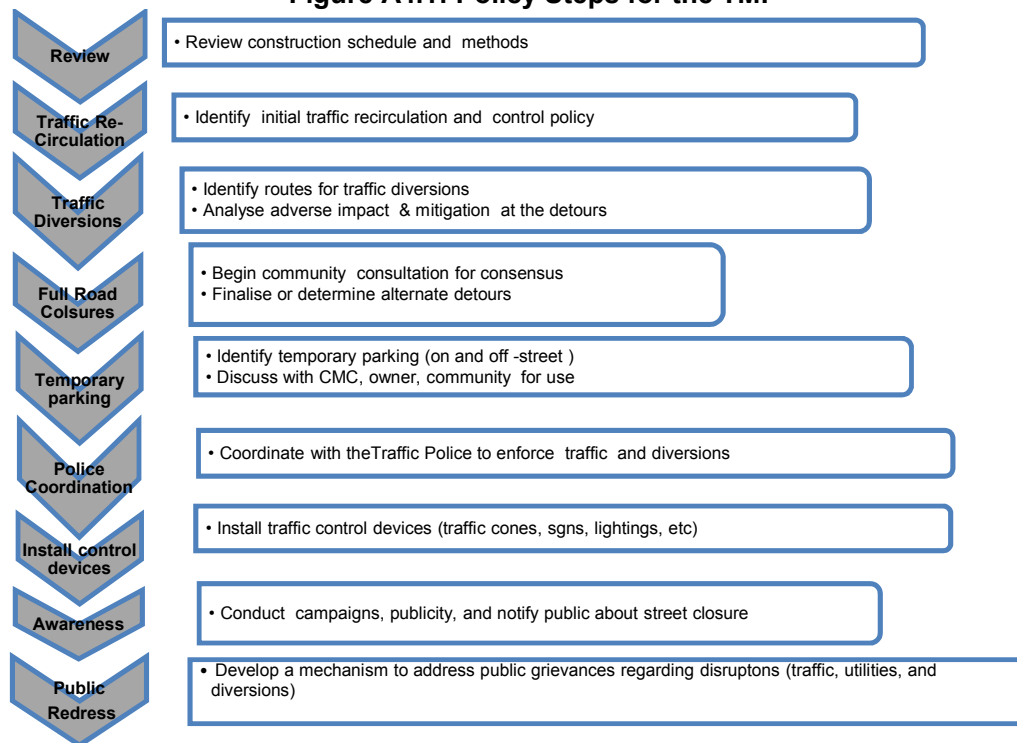 Figure Policy Steps for the
Review
• Review construction schedule and methods
Traffic Re-
Circulation
• Identify initial traffic recirculation and control policy
Traffic
Diversions
• Identify routes for traffic diversions
• Analyse adverse impact & mitigation at the detours
Full Road
Colsures
• Begin community consultation for consensus
• Finalise or determine alternate detours
Temporary
parking
• Identify temporary parking (on and off -street )
• Discuss with CMC, owner, community for use
Police
Coordination
• Coordinate with theTraffic Police to enforce traffic and diversions
Install control
devices
• Install traffic control devices (traffic cones, sgns, lightings, etc)
Awareness
• Conduct campaigns, publicity, and notify public about street closure
Public
Redress
• Develop a mechanism to address public grievances regarding disruptons (traffic, utilities, and
diversions)